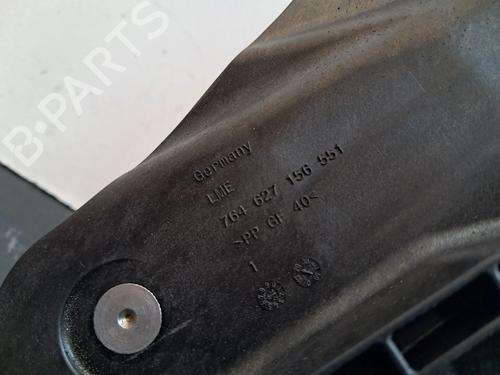 B-PARTS
Germany
LME
764 627 156 551
>PP GF 40<
1